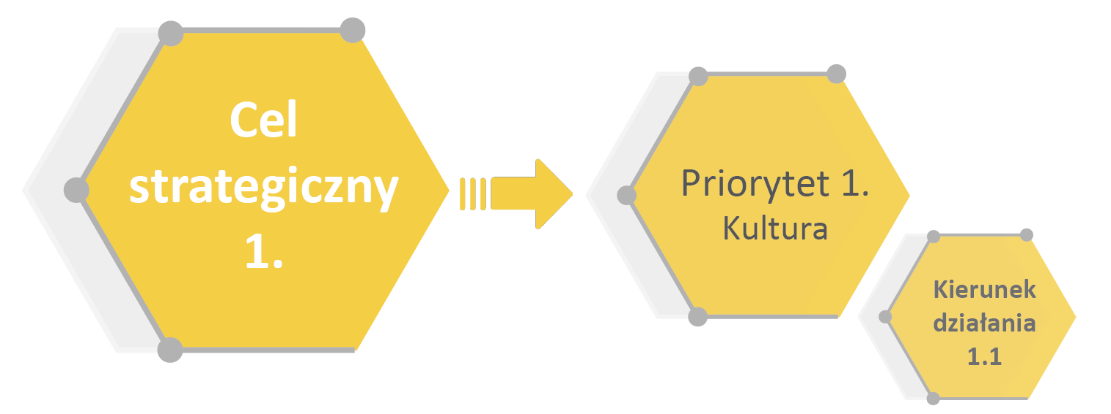 Cel
strategiczny
1.
Priorytet 1.
Kultura
Kierunek
działania
1.1